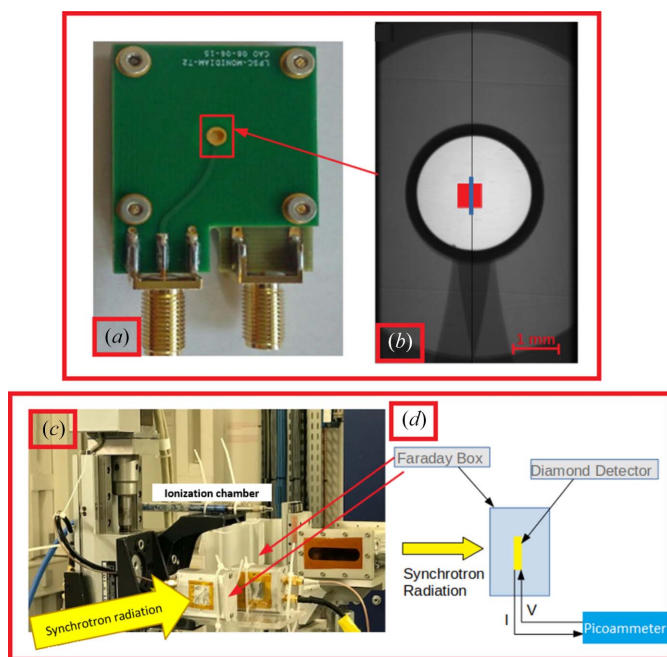 LPSC-MONIDIAM-T2
CAO 08-06-15
(a)
(b)
1 mm
(c)
Ionization chamber
Synchrotron radiation
(d)
Faraday Box
Diamond Detector
Synchrotron
Radiation
I
V
Picoammeter